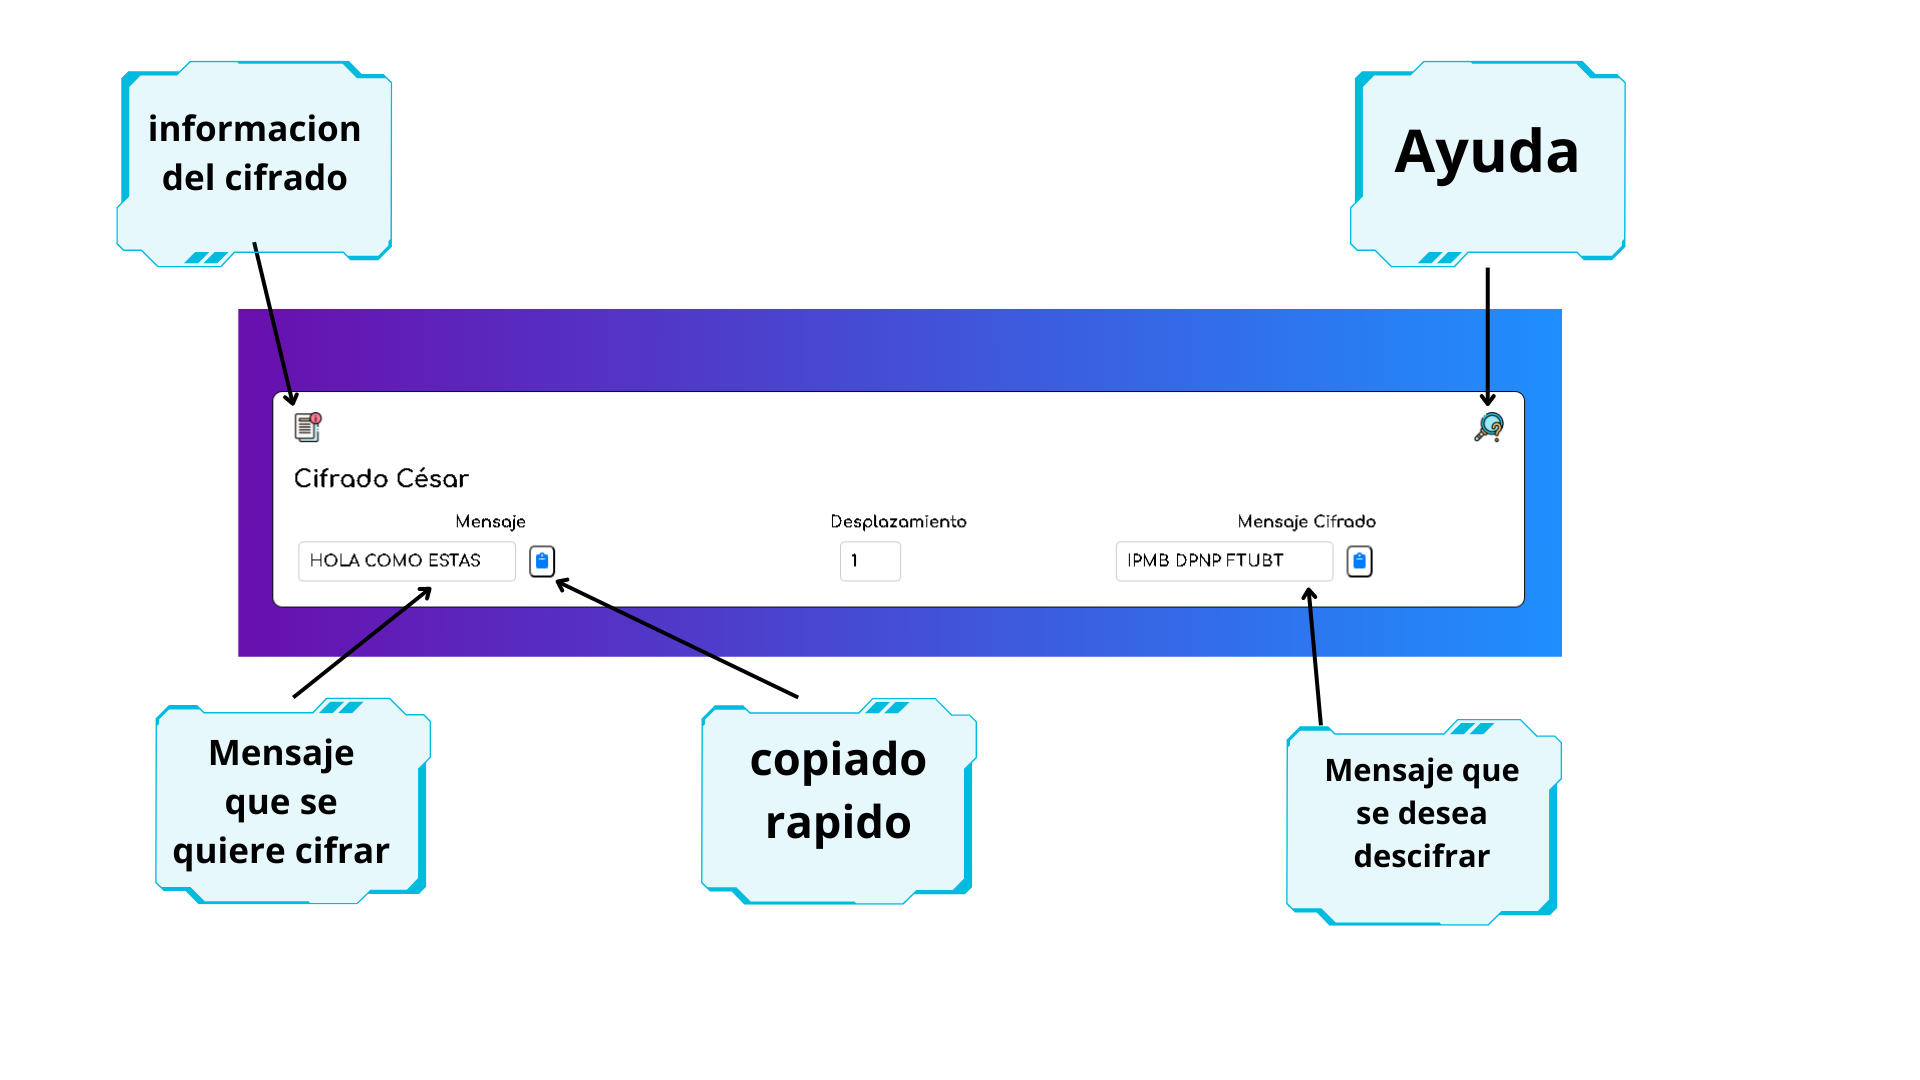 informacion
del cifrado
Ayuda
Cifrado César
Mensaje
Desplazamiento
Mensaje Cifrado
HOLA COMO ESTAS
1
IPMB DPNP FTUBT
Mensaje
que se
quiere cifrar
copiado
rapido
Mensaje que
se desea
descifrar